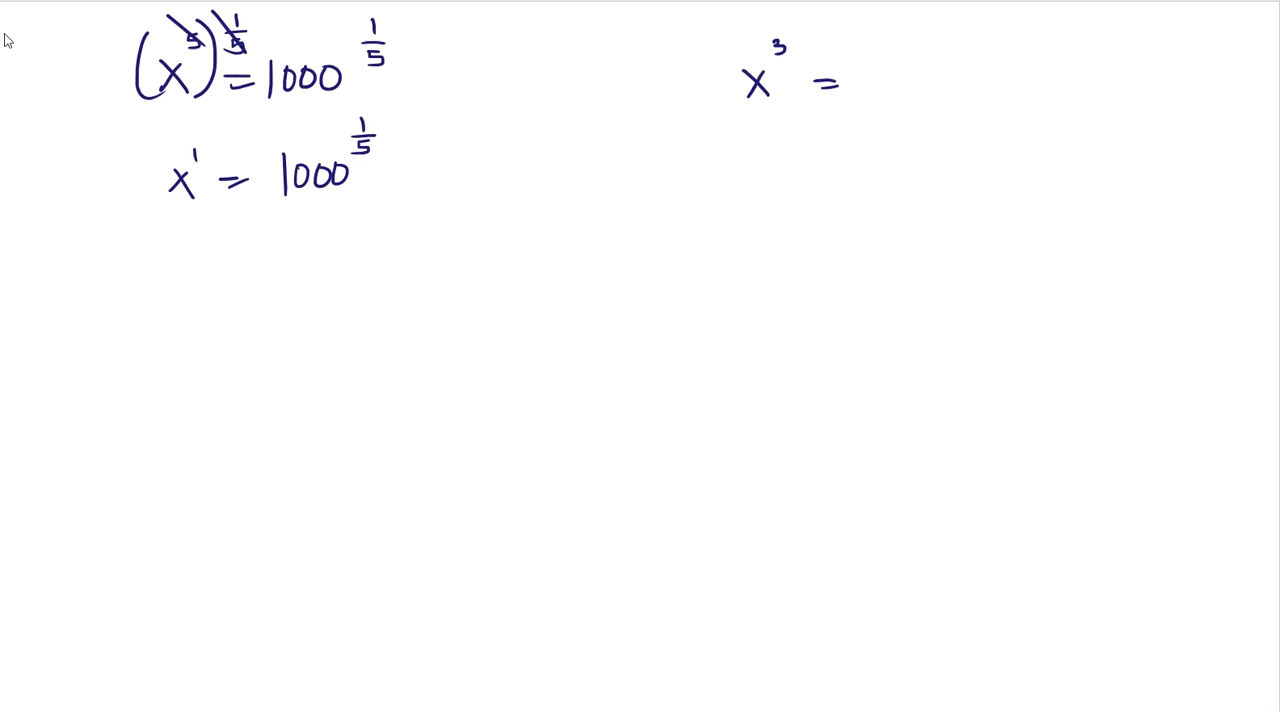 (x^5)^{1/5} = 1000^{1/5}
x^1 = 1000^{1/5}
x^3 =